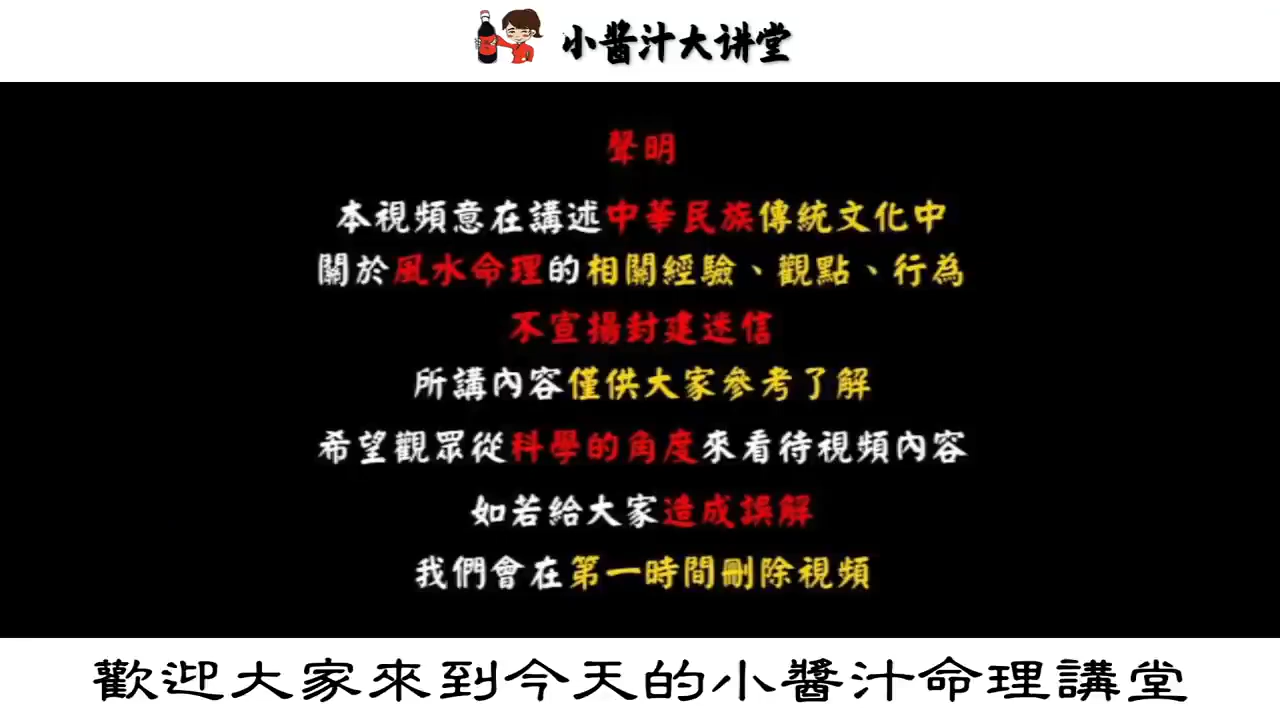 小醬汁大讲堂
聲明
本視頻意在講述中華民族傳統文化中
關於風水命理的相關經驗、觀點、行為
不宣揚封建迷信
所講內容僅供大家參考了解
希望觀眾從科學的角度來看待視頻內容
如若給大家造成誤解
我們會在第一時間刪除視頻
歡迎大家來到今天的小醬汁命理講堂